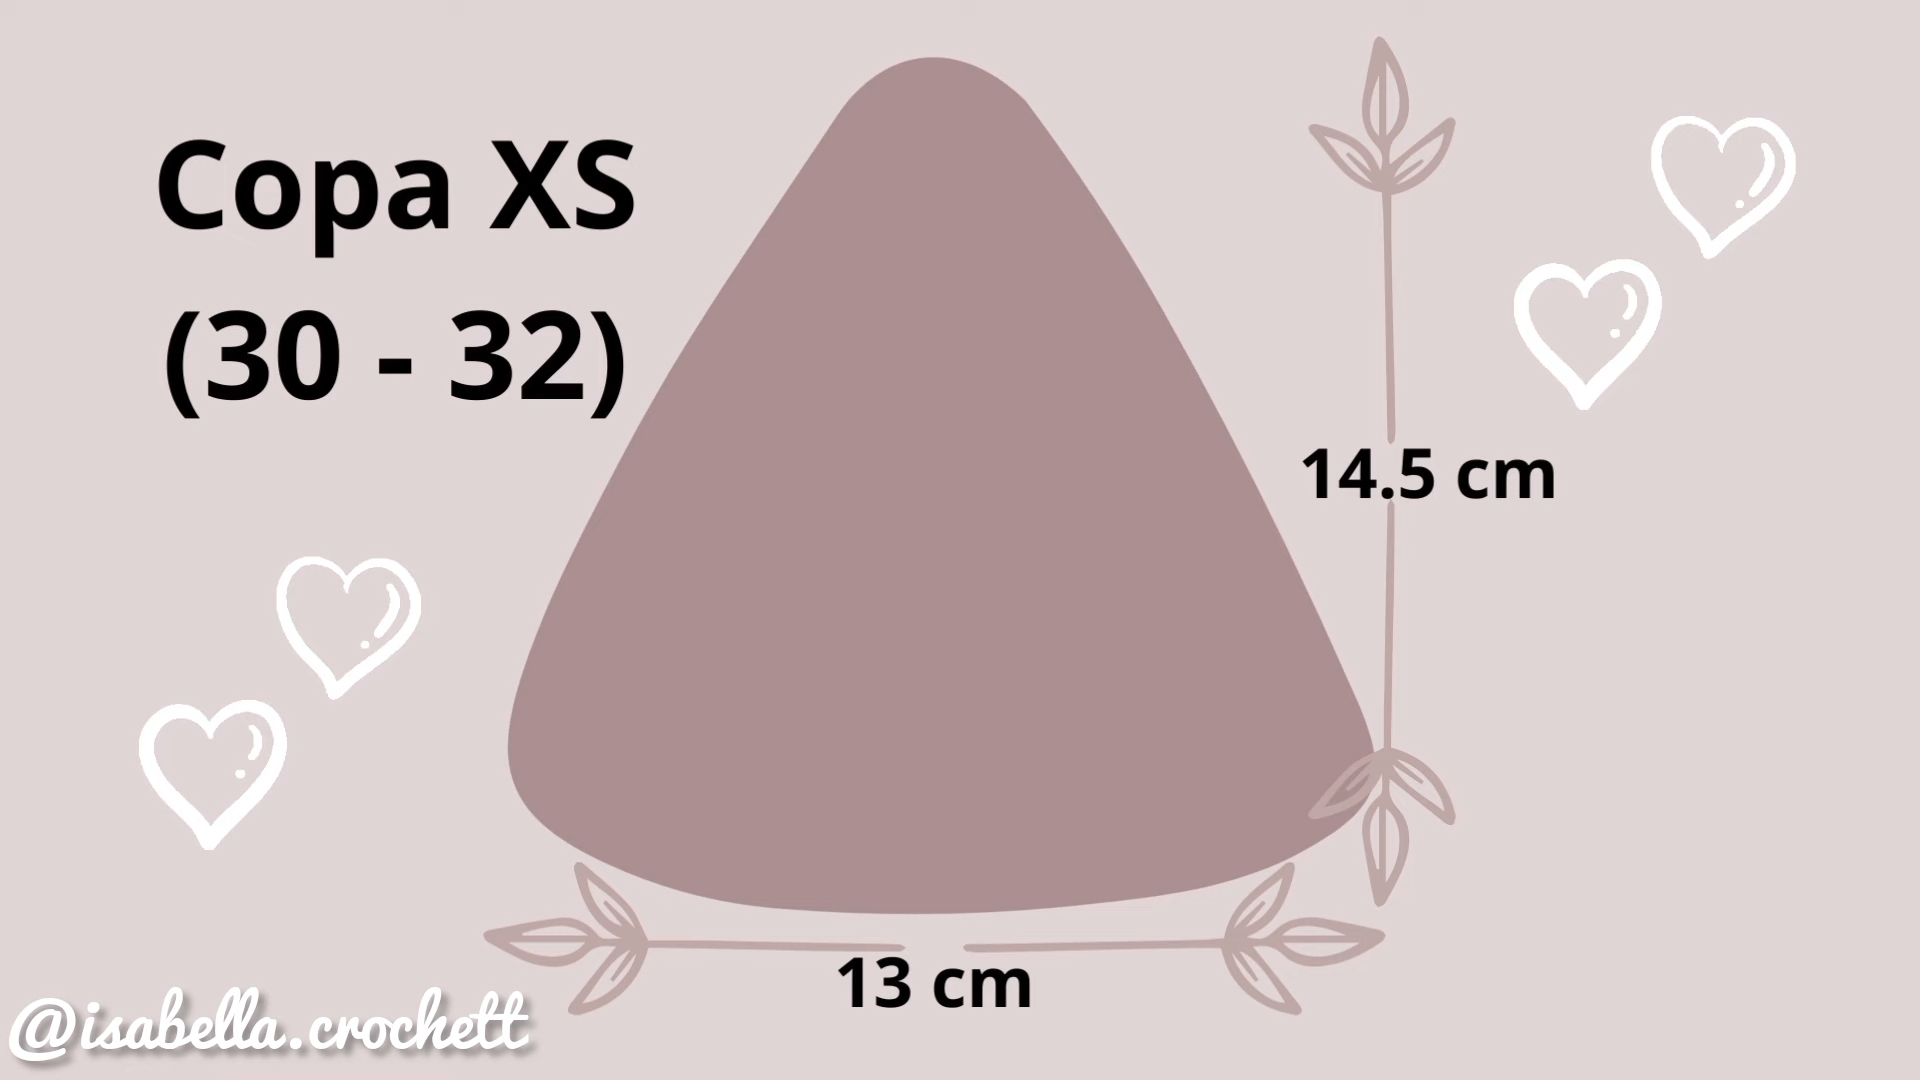 Copa XS
(30 - 32)
14.5 cm
13 cm
@isabella.crochett